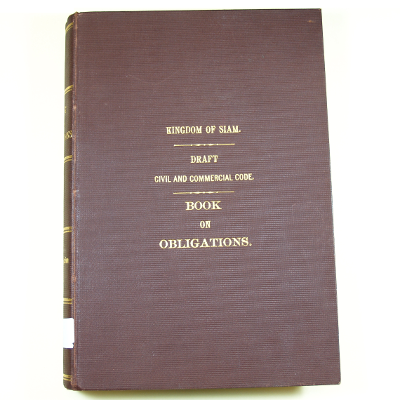 KINGDOM OF SIAM.
DRAFT
CIVIL AND COMMERCIAL CODE.
BOOK
ON
OBLIGATIONS.